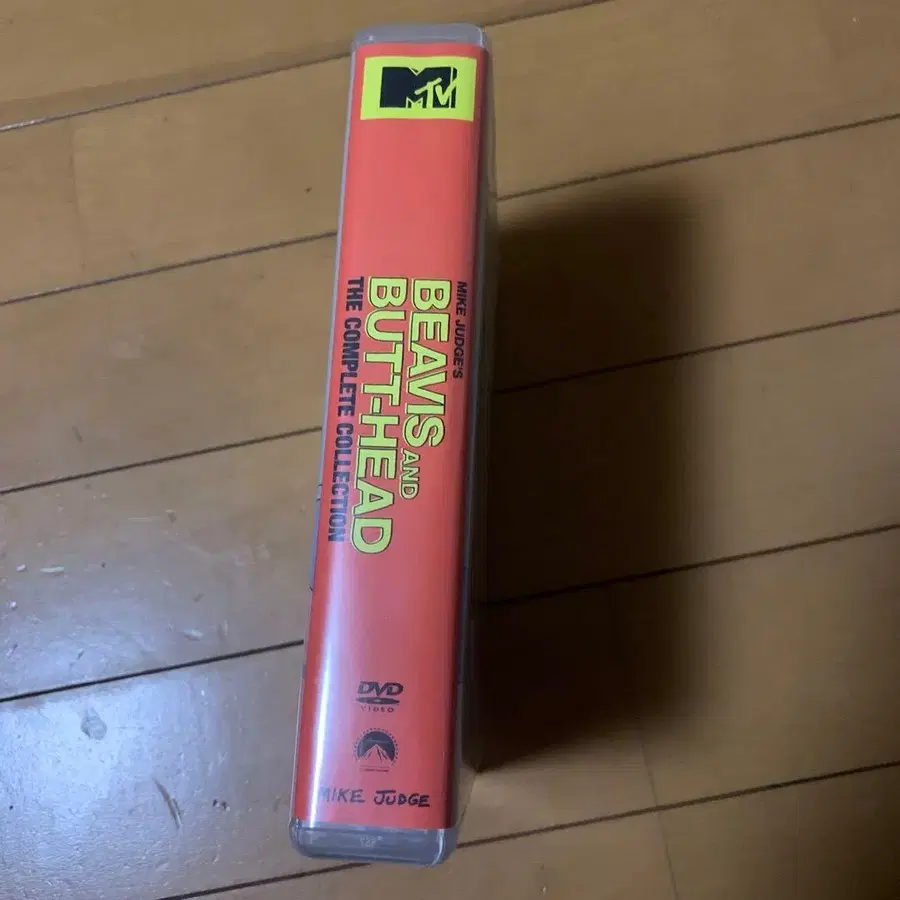 MTV
MIKE JUDGE'S
BEAVIS AND
BUTT-HEAD
THE COMPLETE COLLECTION
DVD
VIDEO
MIKE JUDGE